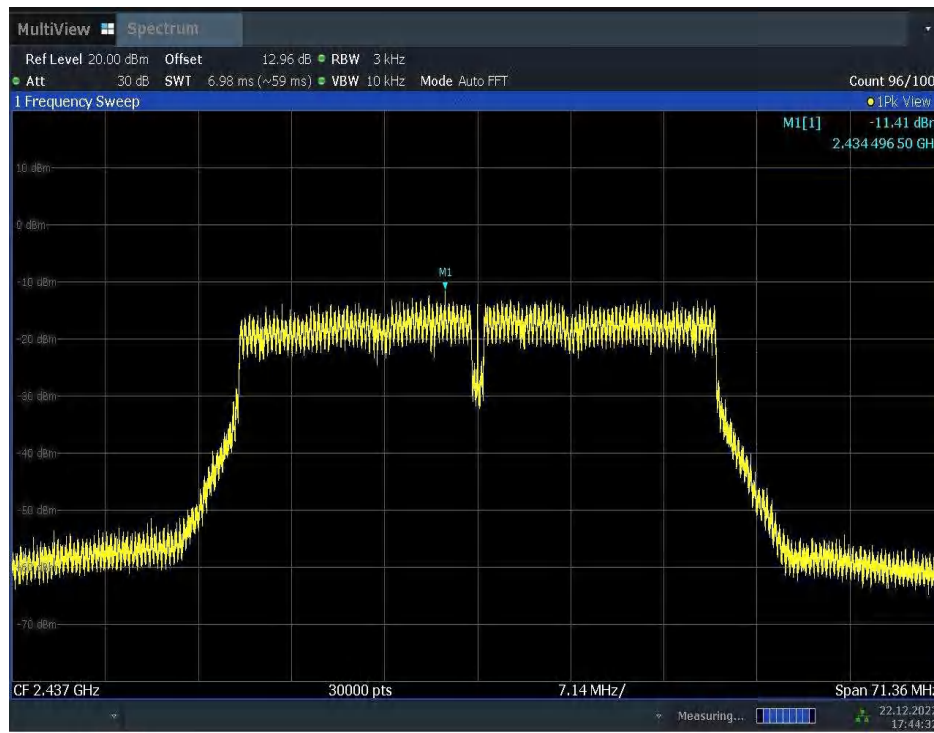 MultiView Spectrum
Ref Level 20.00 dBm Offset 12.96 dB RBW 3 kHz
Att 30 dB SWT 6.98 ms (~59 ms) VBW 10 kHz Mode Auto FFT Count 96/100
1 Frequency Sweep 1Pk View
M1[1] -11.41 dBm
2.434 496 50 GH
10 dBm
0 dBm
M1
-10 dBm
-20 dBm
-30 dBm
-40 dBm
-50 dBm
-70 dBm
CF 2.437 GHz 30000 pts 7.14 MHz/ Span 71.36 MHz
Measuring... 22.12.2022
17:44:32